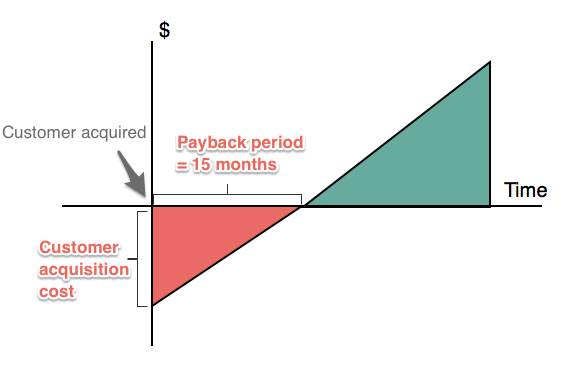 $
Customer acquired
Payback period
= 15 months
Time
Customer
acquisition
cost